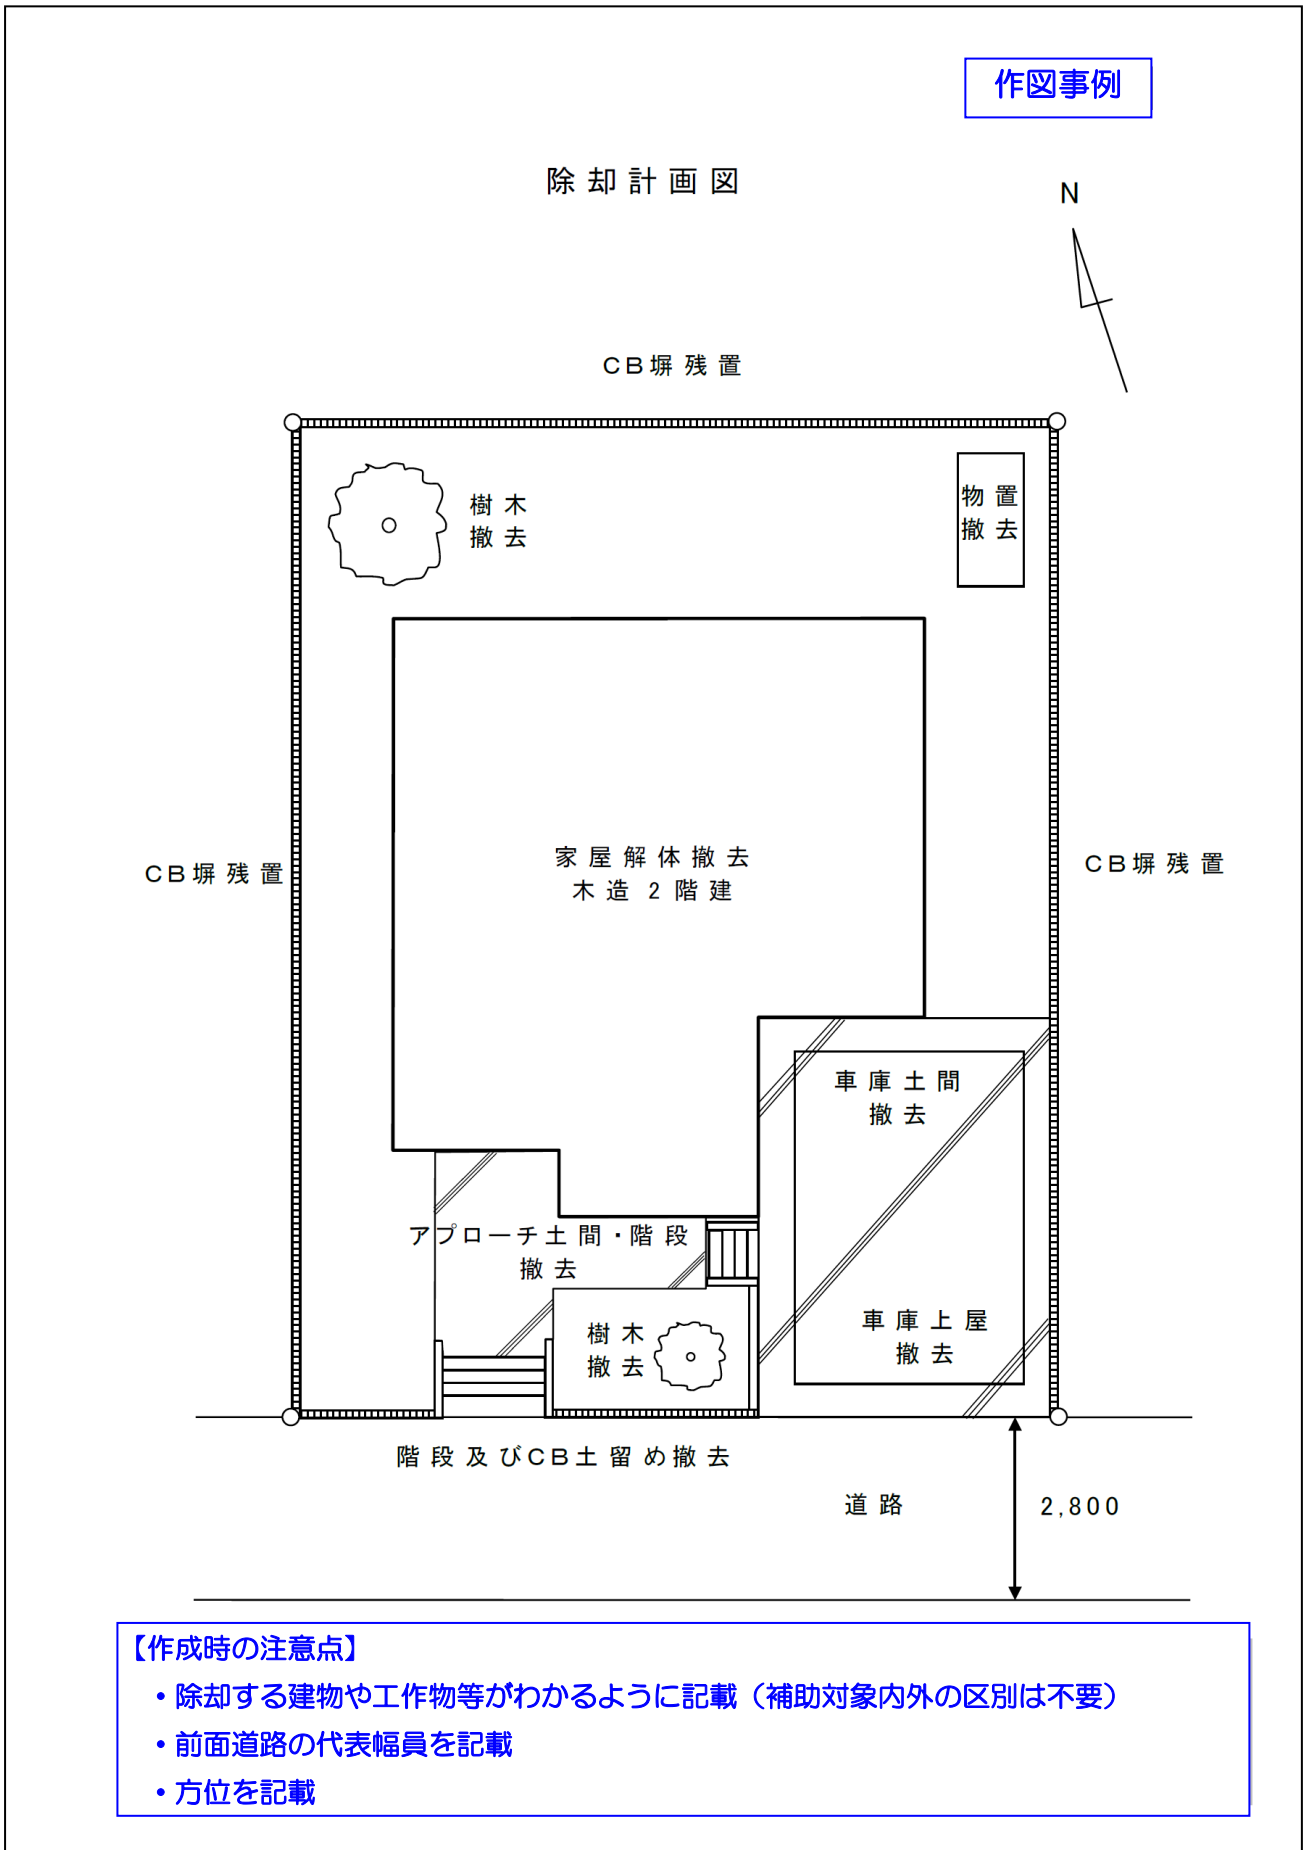 作図事例
除却計画図
N
CB塀残置
樹木
撤去
物置
撤去
家屋解体撤去
木造2階建
CB塀残置
CB塀残置
車庫土間
撤去
アプローチ土間・階段
撤去
車庫上屋
撤去
樹木
撤去
階段及びCB土留め撤去
道路
2,800
【作成時の注意点】
・除却する建物や工作物等がわかるように記載（補助対象内外の区別は不要）
・前面道路の代表幅員を記載
・方位を記載